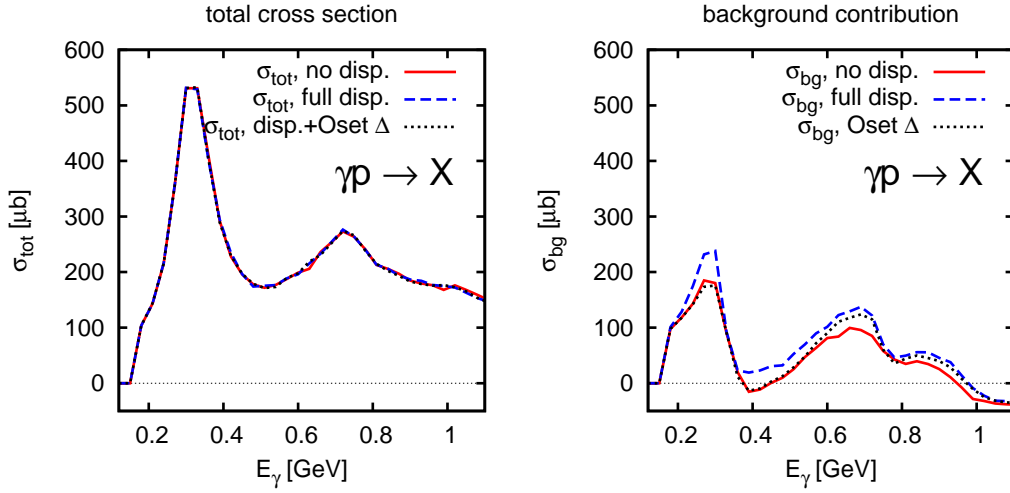 total cross section
600
500
400
300
200
100
0
σtot [μb]
σtot, no disp.
σtot, full disp.
σtot, disp.+Oset Δ
γp → X
0.2 0.4 0.6 0.8 1
Eγ [GeV]
background contribution
600
500
400
300
200
100
0
σbg [μb]
σbg, no disp.
σbg, full disp.
σbg, Oset Δ
γp → X
0.2 0.4 0.6 0.8 1
Eγ [GeV]